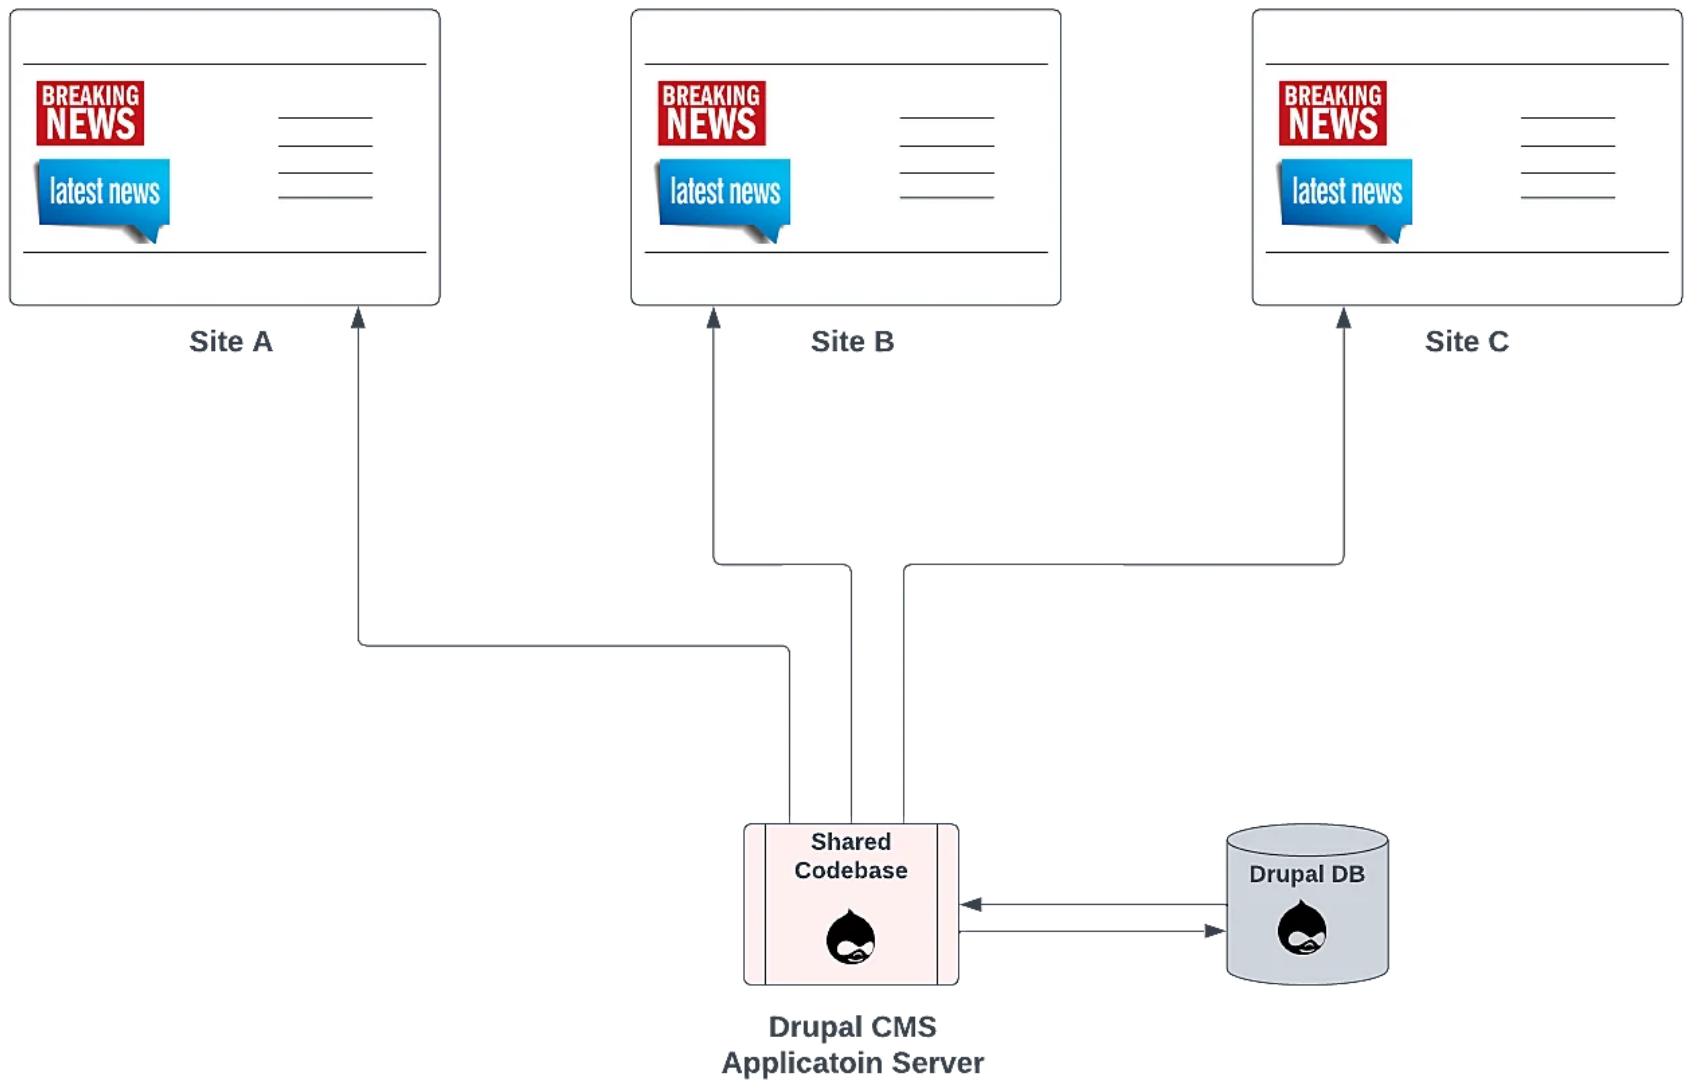 BREAKING
NEWS
latest news
Site A
BREAKING
NEWS
latest news
Site B
BREAKING
NEWS
latest news
Site C
Shared
Codebase
Drupal DB
Drupal CMS
Applicatoin Server